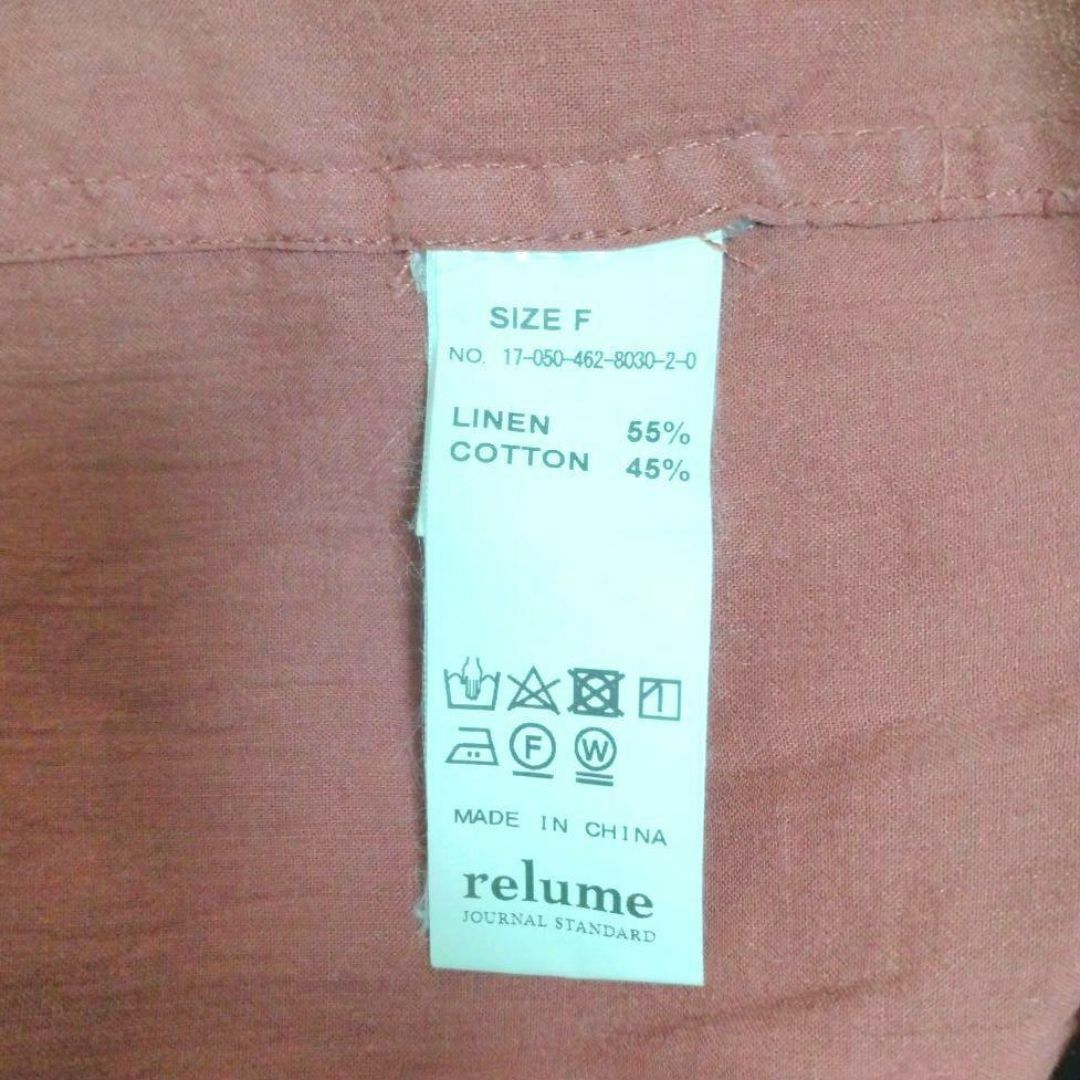 SIZE F
NO. 17-050-462-8030-2-0
LINEN 55%
COTTON 45%
F W
MADE IN CHINA
relume
JOURNAL STANDARD